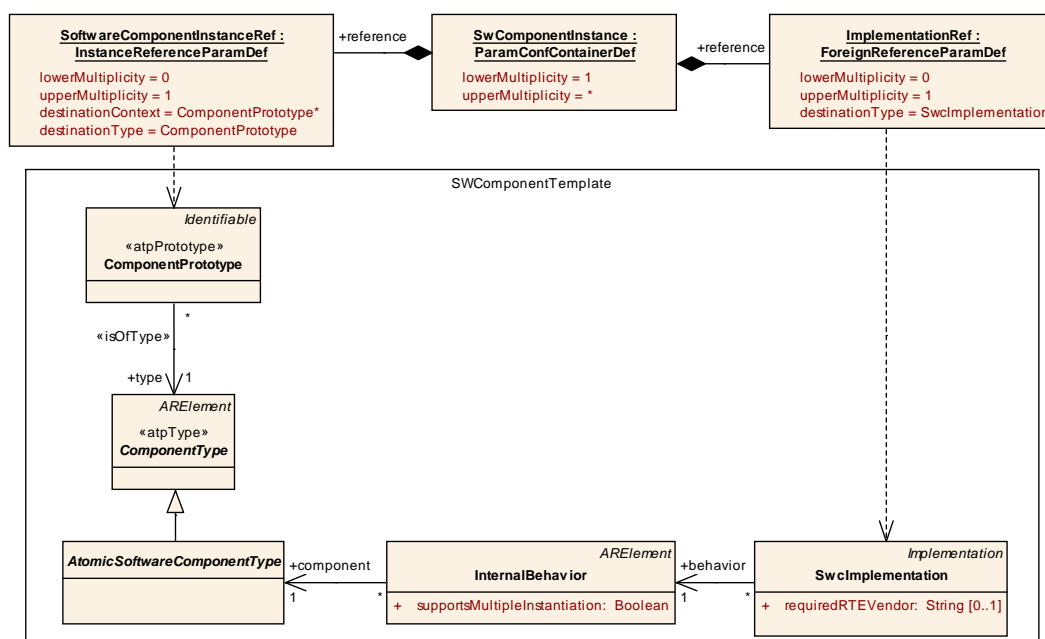 SoftwareComponentInstanceRef :
InstanceReferenceParamDef
lowerMultiplicity = 0
upperMultiplicity = 1
destinationContext = ComponentPrototype*
destinationType = ComponentPrototype
+reference
SwComponentInstance :
ParamConfContainerDef
lowerMultiplicity = 1
upperMultiplicity = *
+reference
ImplementationRef :
ForeignReferenceParamDef
lowerMultiplicity = 0
upperMultiplicity = 1
destinationType = SwcImplementation
SWComponentTemplate
Identifiable
«atpPrototype»
ComponentPrototype
*
«isOfType»
+type 1
ARElement
«atpType»
ComponentType
AtomicSoftwareComponentType
+component
1 *
ARElement
InternalBehavior
+ supportsMultipleInstantiation: Boolean
+behavior
1 *
Implementation
SwcImplementation
+ requiredRTEVendor: String [0..1]